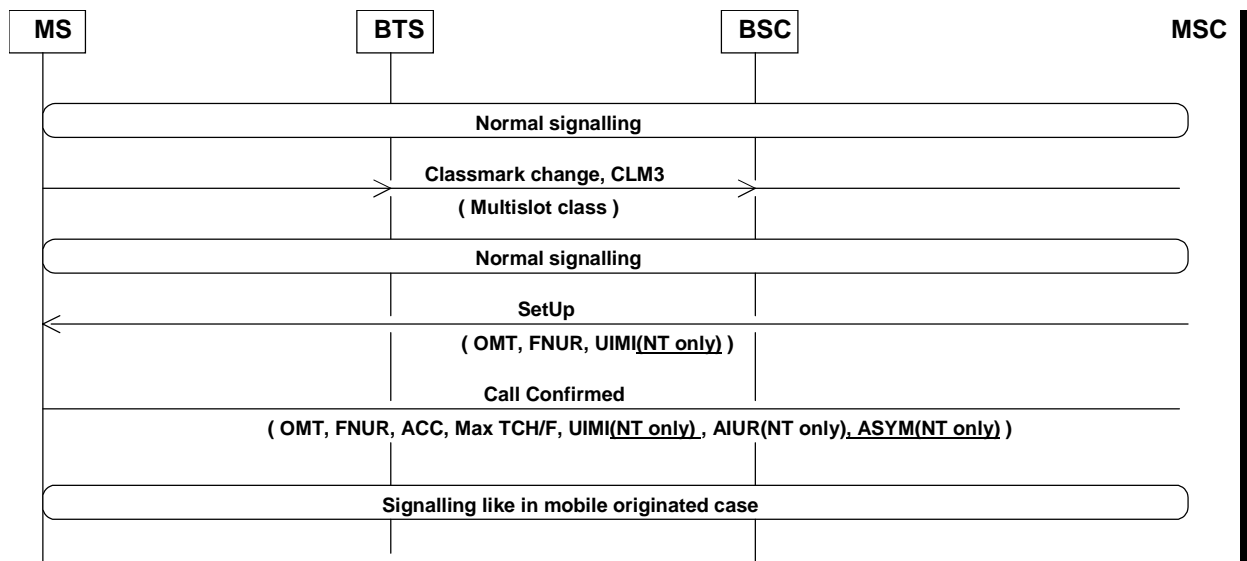 MS BTS BSC MSC
Normal signalling
Classmark change, CLM3
( Multislot class )
Normal signalling
SetUp
( OMT, FNUR, UIMI(NT only) )
Call Confirmed
( OMT, FNUR, ACC, Max TCH/F, UIMI(NT only) , AIUR(NT only), ASYM(NT only) )
Signalling like in mobile originated case